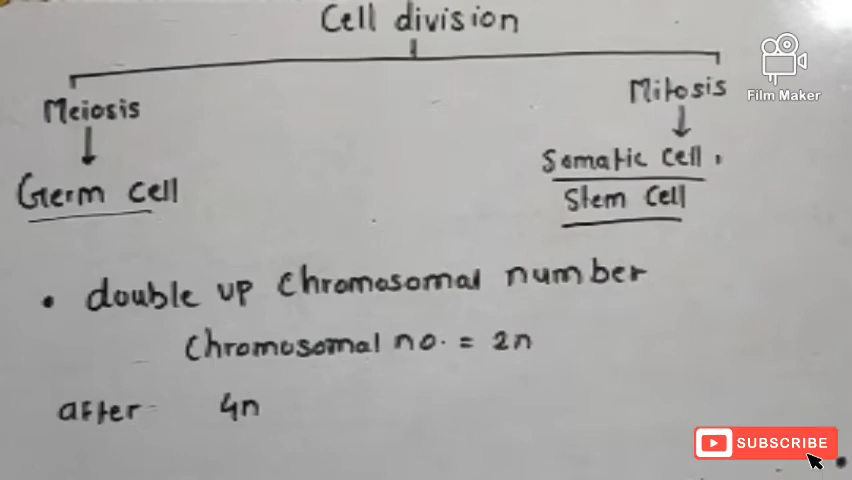 Cell division
Meiosis
Mitosis
Film Maker
Germ cell
Somatic cell,
Stem cell
• double up chromosomal number
Chromosomal no. = 2n
after 4n
SUBSCRIBE